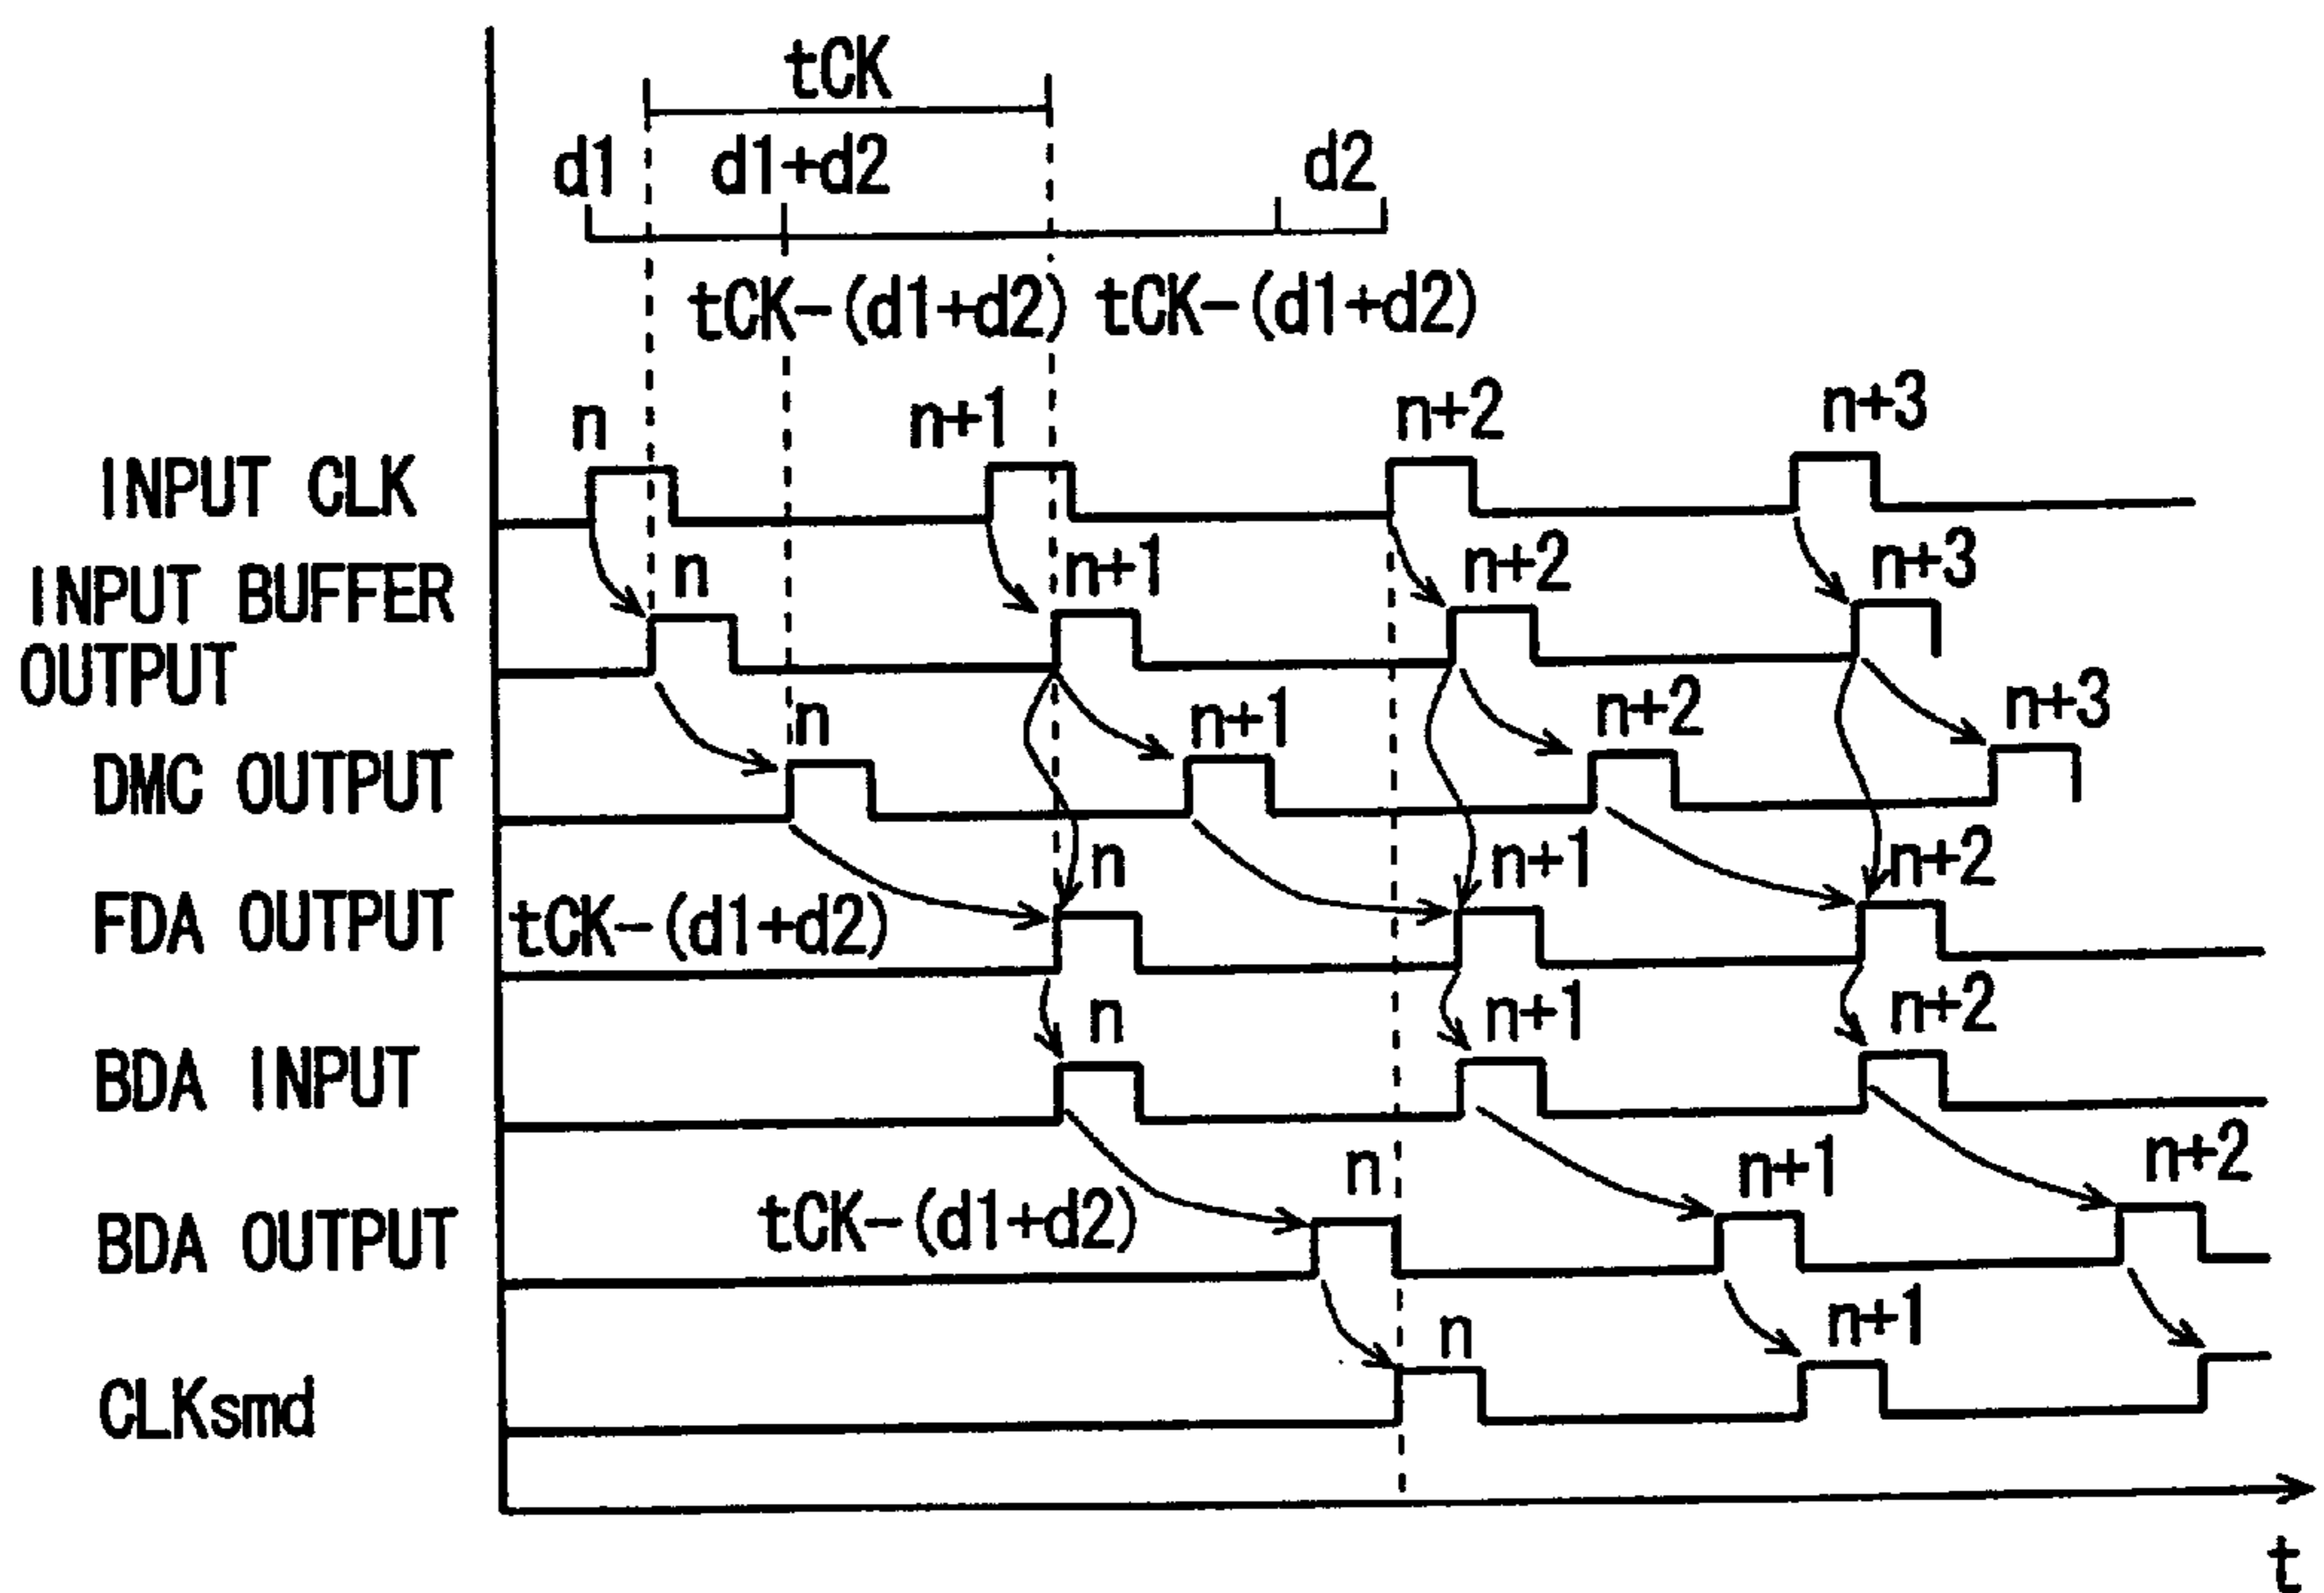 tCK
d1 d1+d2 d2
tCK-(d1+d2) tCK-(d1+d2)
n n+1 n+2 n+3
INPUT CLK
n n+1 n+2 n+3
INPUT BUFFER
OUTPUT
n n+1 n+2 n+3
DMC OUTPUT
n n+1 n+2
FDA OUTPUT tCK-(d1+d2)
n n+1 n+2
BDA INPUT
n n+1 n+2
BDA OUTPUT tCK-(d1+d2)
n n+1
CLKsmd
t